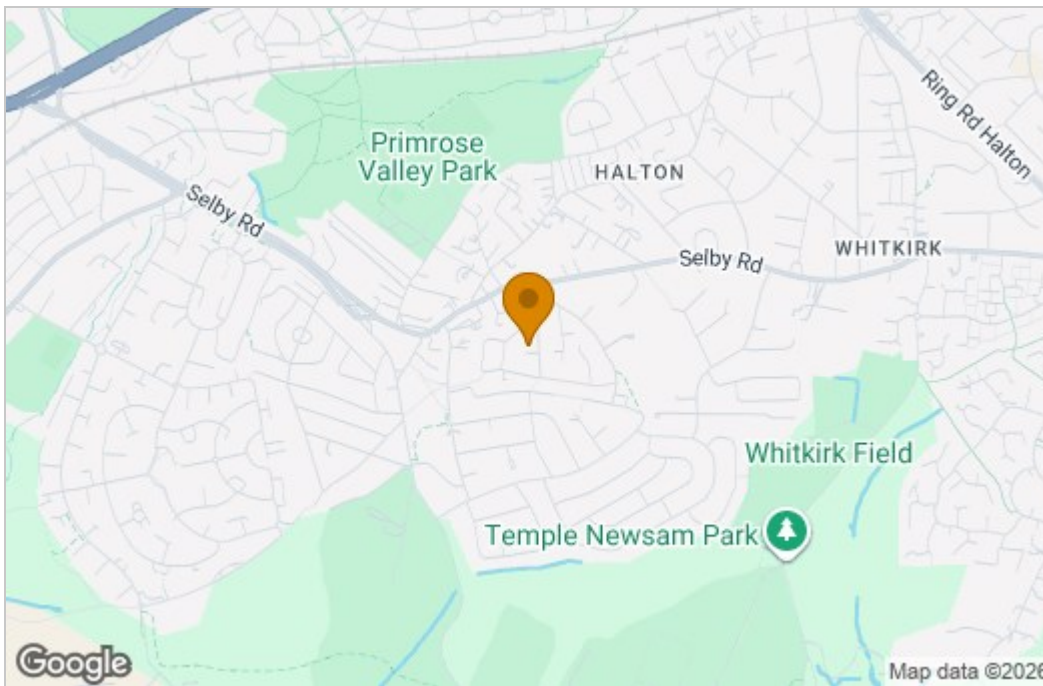 Primrose
Valley Park
HALTON
Ring Rd Halton
Selby Rd
WHITKIRK
Selby Rd
Whitkirk Field
Temple Newsam Park
Google
Map data ©2026